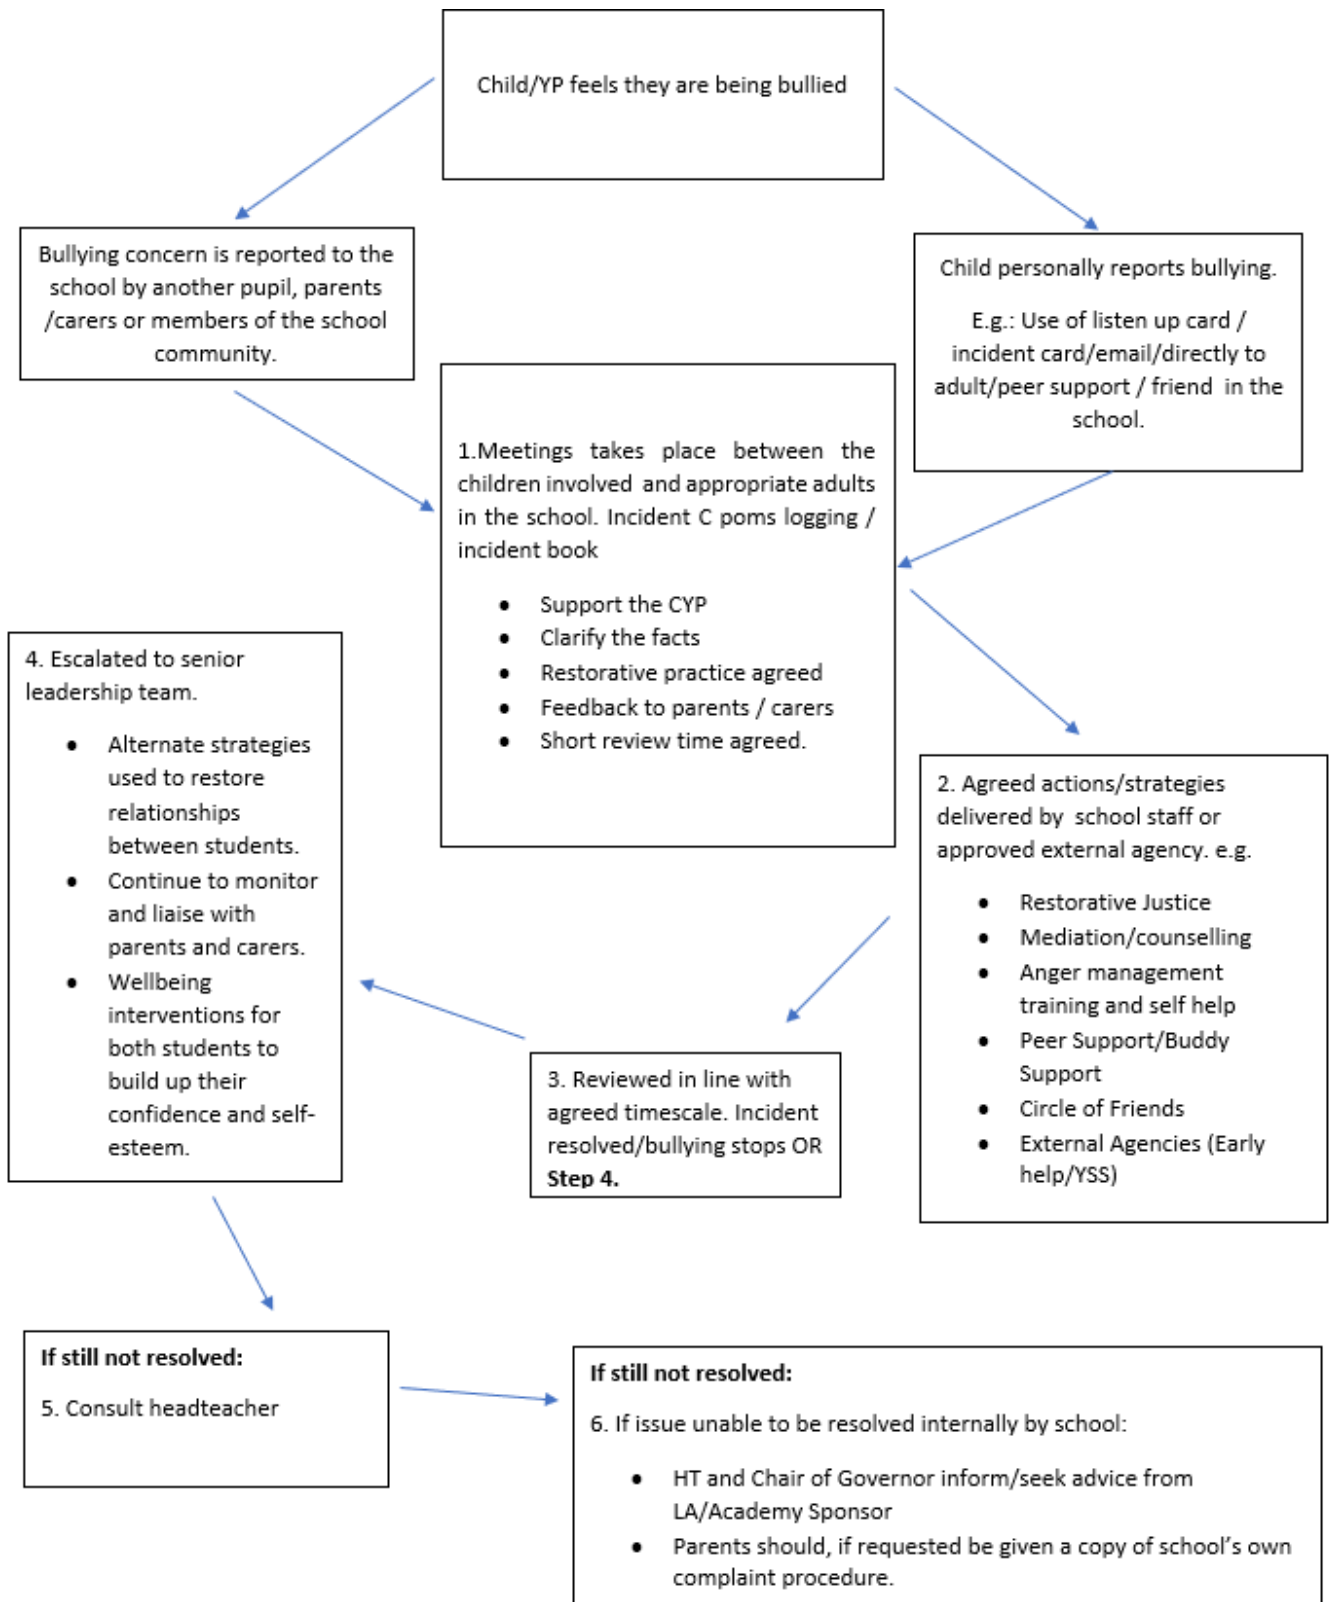 Child/YP feels they are being bullied
Bullying concern is reported to the
school by another pupil, parents
/carers or members of the school
community.
Child personally reports bullying.
E.g.: Use of listen up card /
incident card/email/directly to
adult/peer support / friend in the
school.
1.Meetings takes place between the
children involved and appropriate adults
in the school. Incident C poms logging /
incident book
● Support the CYP
● Clarify the facts
● Restorative practice agreed
● Feedback to parents / carers
● Short review time agreed.
2. Agreed actions/strategies
delivered by school staff or
approved external agency. e.g.
● Restorative Justice
● Mediation/counselling
● Anger management
training and self help
● Peer Support/Buddy
Support
● Circle of Friends
● External Agencies (Early
help/YSS)
3. Reviewed in line with
agreed timescale. Incident
resolved/bullying stops OR
Step 4.
4. Escalated to senior
leadership team.
● Alternate strategies
used to restore
relationships
between students.
● Continue to monitor
and liaise with
parents and carers.
● Wellbeing
interventions for
both students to
build up their
confidence and self-
esteem.
If still not resolved:
5. Consult headteacher
If still not resolved:
6. If issue unable to be resolved internally by school:
● HT and Chair of Governor inform/seek advice from
LA/Academy Sponsor
● Parents should, if requested be given a copy of school’s own
complaint procedure.